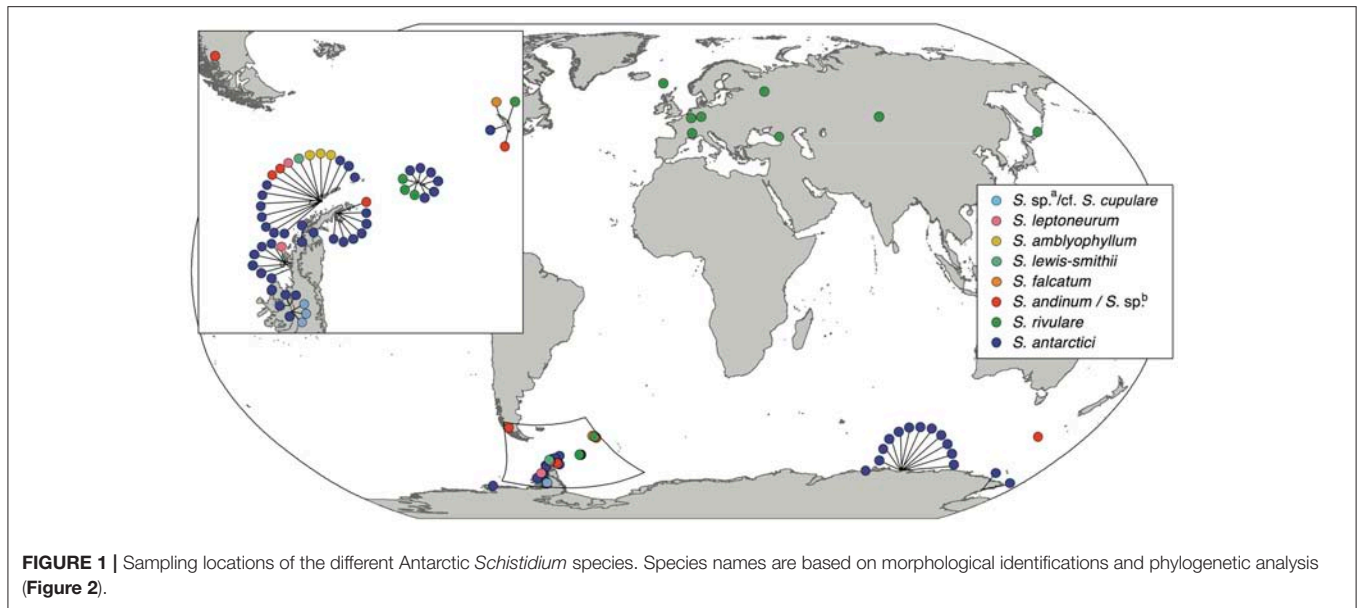 S. sp.a/cf. S. cupulare
S. leptoneurum
S. amblyophyllum
S. lewis-smithii
S. falcatum
S. andinum / S. sp.b
S. rivulare
S. antarctici
FIGURE 1 | Sampling locations of the different Antarctic Schistidium species. Species names are based on morphological identifications and phylogenetic analysis
(Figure 2).